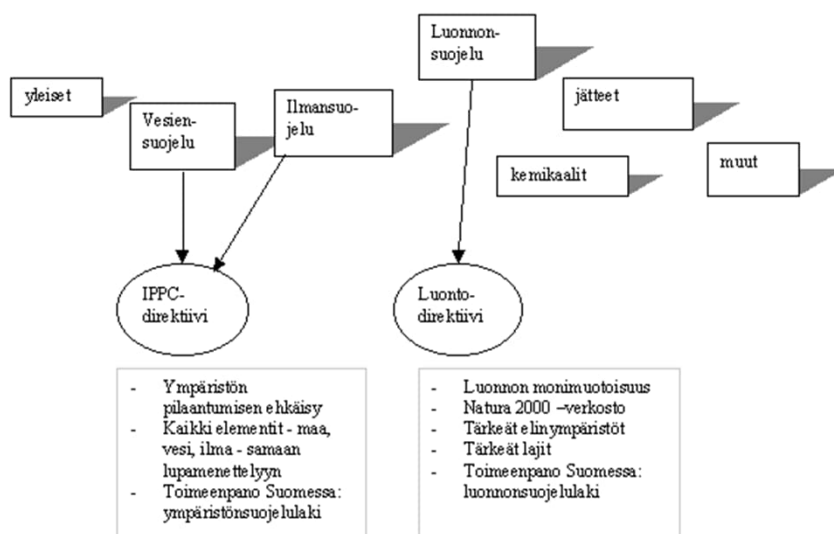 Luonnon-
suojelu
yleiset
Vesien-
suojelu
Ilmansuo-
jelu
jätteet
kemikaalit
muut
IPPC-
direktiivi
Luonto-
direktiivi
- Ympäristön
pilaantumisen ehkäisy
- Kaikki elementit - maa,
vesi, ilma - samaan
lupamenettelyyn
- Toimeenpano Suomessa:
ympäristönsuojelulaki
- Luonnon monimuotoisuus
- Natura 2000 –verkosto
- Tärkeät elinympäristöt
- Tärkeät lajit
- Toimeenpano Suomessa:
luonnonsuojelulaki